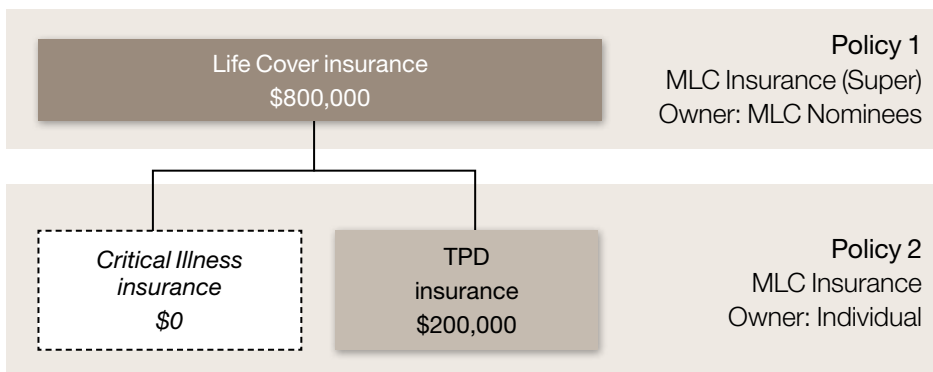 Life Cover insurance
$800,000
Policy 1
MLC Insurance (Super)
Owner: MLC Nominees
Critical Illness
insurance
$0
TPD
insurance
$200,000
Policy 2
MLC Insurance
Owner: Individual